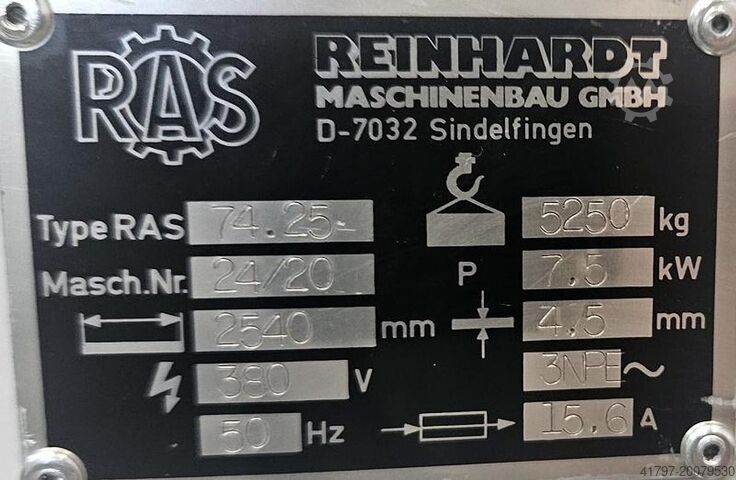 RAS
REINHARDT
MASCHINENBAU GMBH
D-7032 Sindelfingen
Type RAS 74.25- 5250 kg
Masch.Nr. 24/20 P 7.5 kW
2540 mm 4.5 mm
380 V 3NPE~
50 Hz 15.6 A
41797-20079530